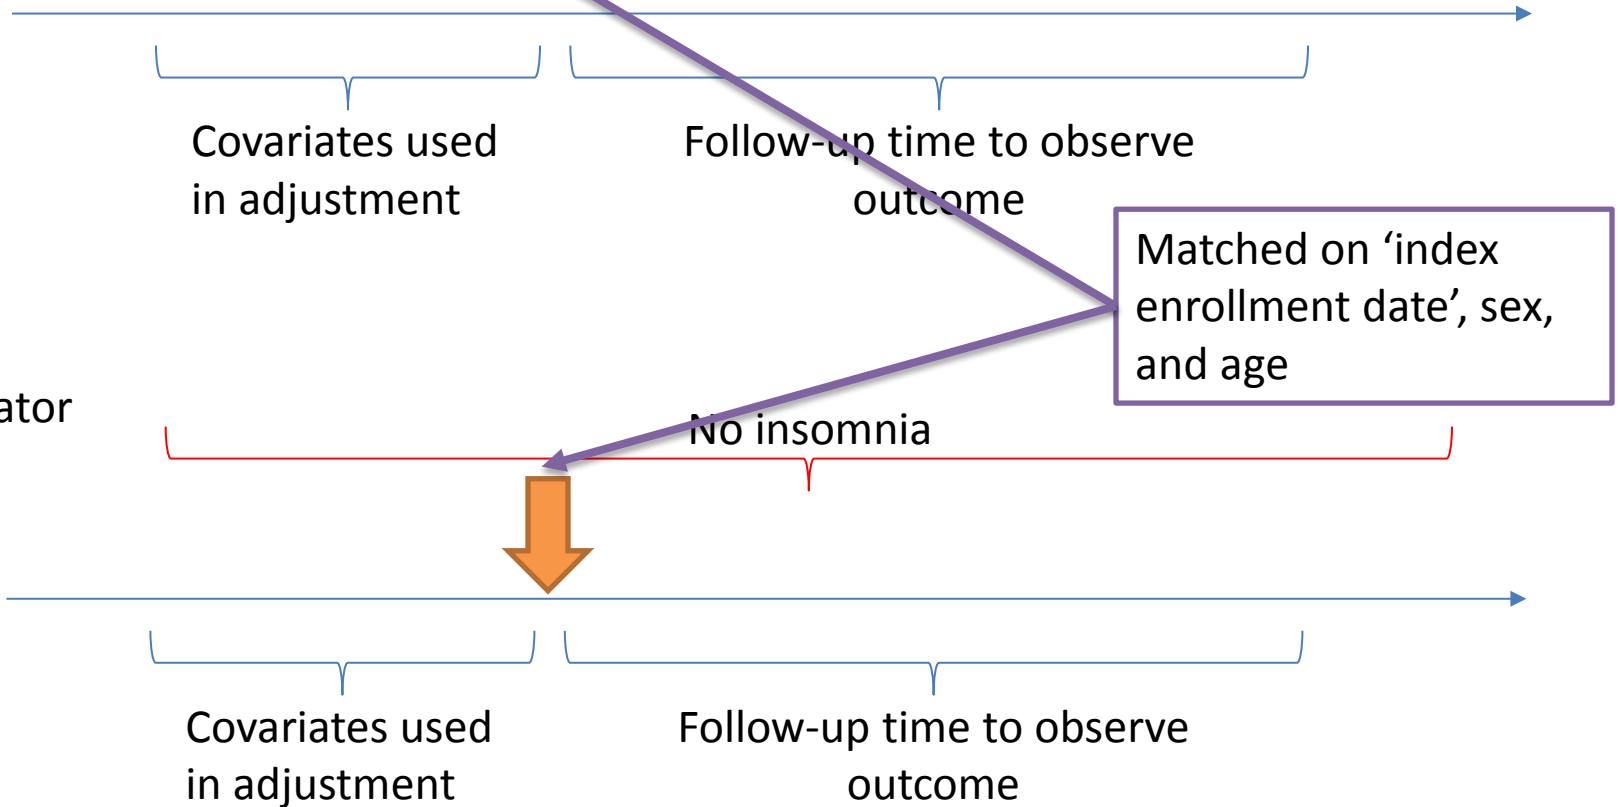 Covariates used
in adjustment
Follow-up time to observe
outcome
Matched on ‘index
enrollment date’, sex,
and age
ator
No insomnia
Covariates used
in adjustment
Follow-up time to observe
outcome